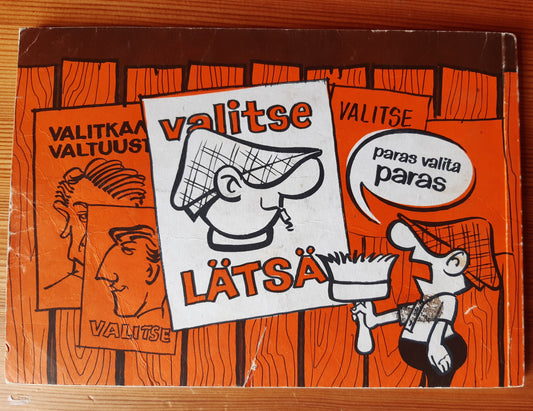 VALITKAA
VALTUUST
VALITSE
valitse
LÄTSÄ
VALITSE
paras valita
paras